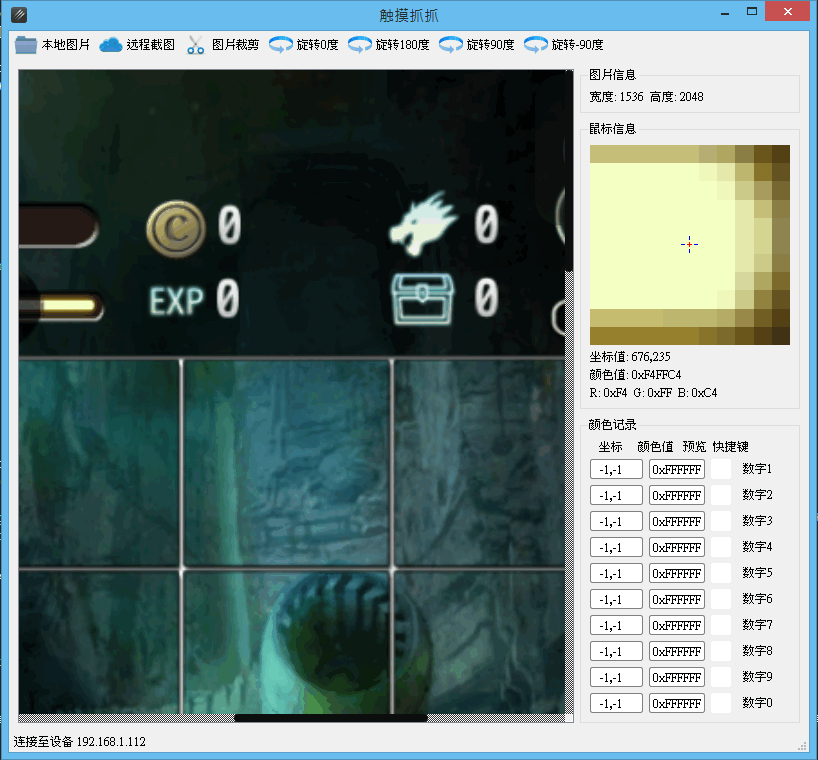 触摸抓抓
本地图片 远程截图 图片裁剪 旋转0度 旋转180度 旋转90度 旋转-90度
0 0
EXP 0 0
图片信息
宽度: 1536 高度: 2048
鼠标信息
坐标值: 676,235
颜色值: 0xF4FFC4
R: 0xF4 G: 0xFF B: 0xC4
颜色记录
坐标 颜色值 预览 快捷键
-1,-1 0xFFFFFF 数字1
-1,-1 0xFFFFFF 数字2
-1,-1 0xFFFFFF 数字3
-1,-1 0xFFFFFF 数字4
-1,-1 0xFFFFFF 数字5
-1,-1 0xFFFFFF 数字6
-1,-1 0xFFFFFF 数字7
-1,-1 0xFFFFFF 数字8
-1,-1 0xFFFFFF 数字9
-1,-1 0xFFFFFF 数字0
连接至设备 192.168.1.112